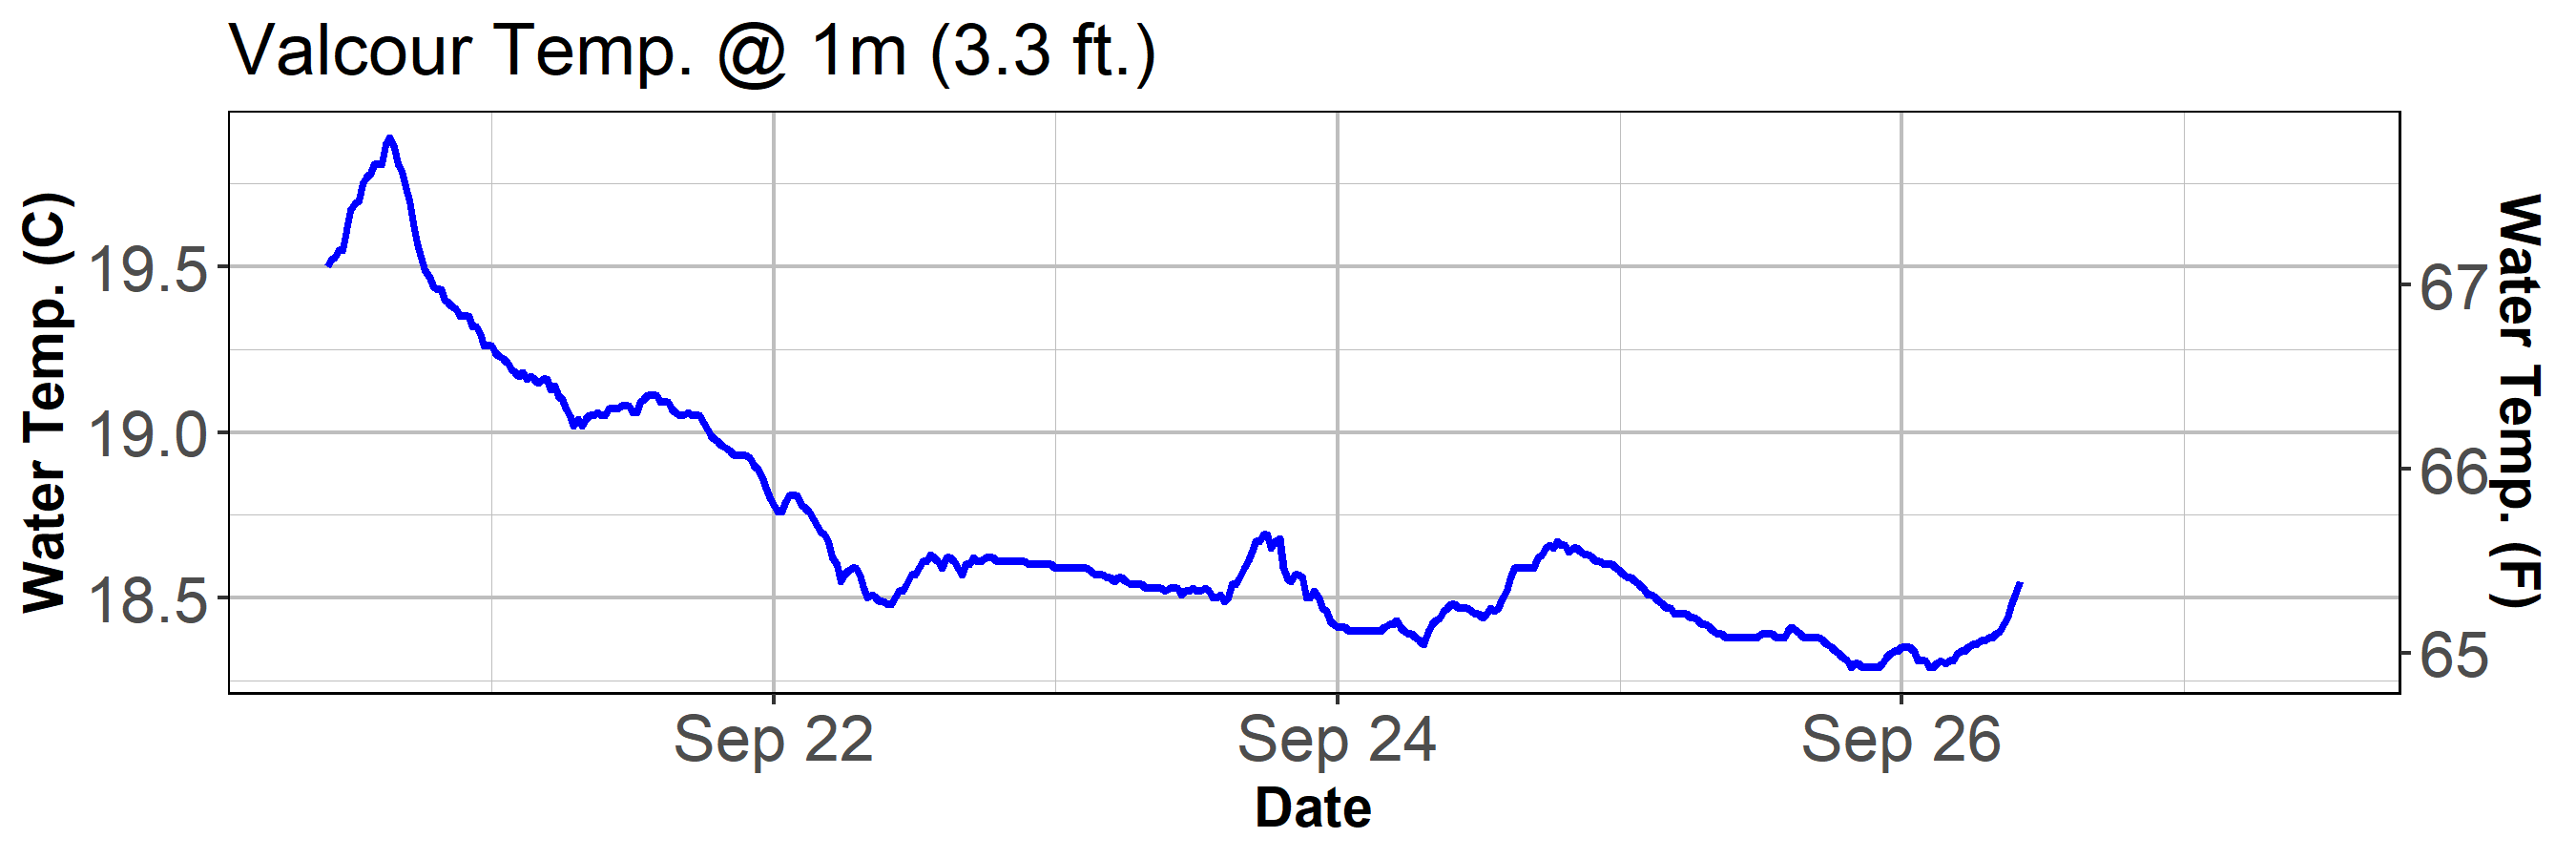 Valcour Temp. @ 1m (3.3 ft.)
Water Temp. (C)
19.5
19.0
18.5
67
66
65
Water Temp. (F)
Sep 22
Sep 24
Sep 26
Date